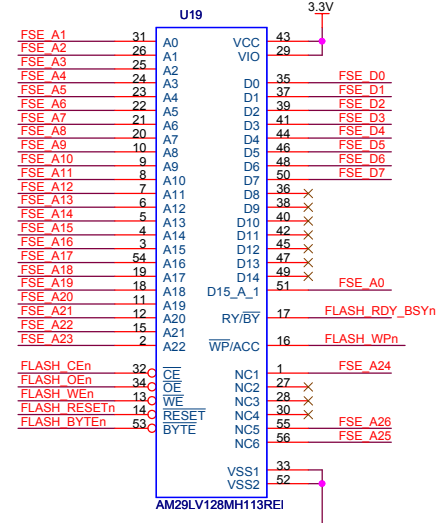 U19
3.3V
FSE_A1 31 A0 VCC 43
FSE_A2 26 A1 VIO 29
FSE_A3 25 A2
FSE_A4 24 A3 D0 35 FSE_D0
FSE_A5 23 A4 D1 37 FSE_D1
FSE_A6 22 A5 D2 39 FSE_D2
FSE_A7 21 A6 D3 41 FSE_D3
FSE_A8 20 A7 D4 44 FSE_D4
FSE_A9 10 A8 D5 46 FSE_D5
FSE_A10 9 A9 D6 48 FSE_D6
FSE_A11 8 A10 D7 50 FSE_D7
FSE_A12 7 A11 D8 36
FSE_A13 6 A12 D9 38
FSE_A14 5 A13 D10 40
FSE_A15 4 A14 D11 42
FSE_A16 3 A15 D12 45
FSE_A17 54 A16 D13 47
FSE_A18 19 A17 D14 49
FSE_A19 18 A18 D15_A_1 51 FSE_A0
FSE_A20 11 A19
FSE_A21 12 A20 RY/BY 17 FLASH_RDY_BSYn
FSE_A22 15 A21
FSE_A23 2 A22 WP/ACC 16 FLASH_WPn
FLASH_CEn 32 CE NC1 1 FSE_A24
FLASH_OEn 34 OE NC2 27
FLASH_WEn 13 WE NC3 28
FLASH_RESETn 14 RESET NC4 30
FLASH_BYTEn 53 BYTE NC5 55 FSE_A26
NC6 56 FSE_A25
VSS1 33
VSS2 52
AM29LV128MH113REI